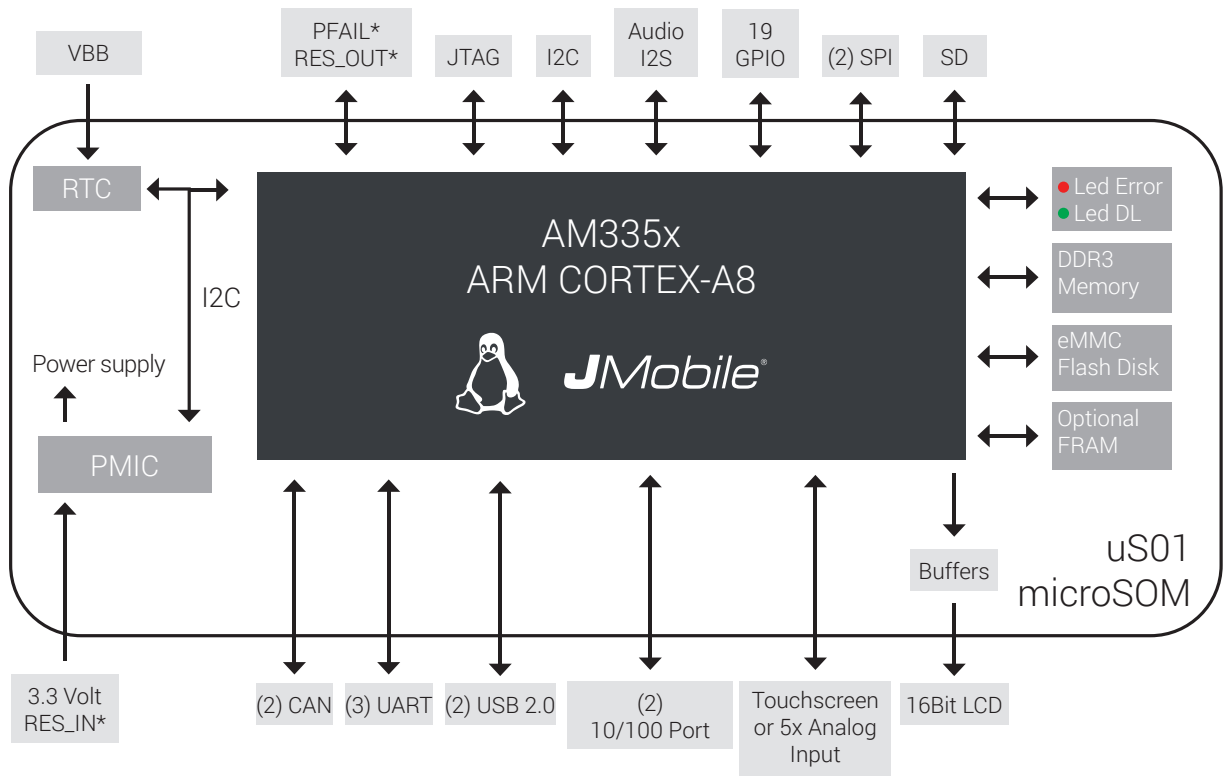 VBB
PFAIL*
RES_OUT*
JTAG
I2C
Audio
I2S
19
GPIO
(2) SPI
SD
RTC
I2C
Power supply
PMIC
AM335x
ARM CORTEX-A8
JMobile®
Led Error
Led DL
DDR3
Memory
eMMC
Flash Disk
Optional
FRAM
Buffers
uS01
microSOM
3.3 Volt
RES_IN*
(2) CAN
(3) UART
(2) USB 2.0
(2)
10/100 Port
Touchscreen
or 5x Analog
Input
16Bit LCD